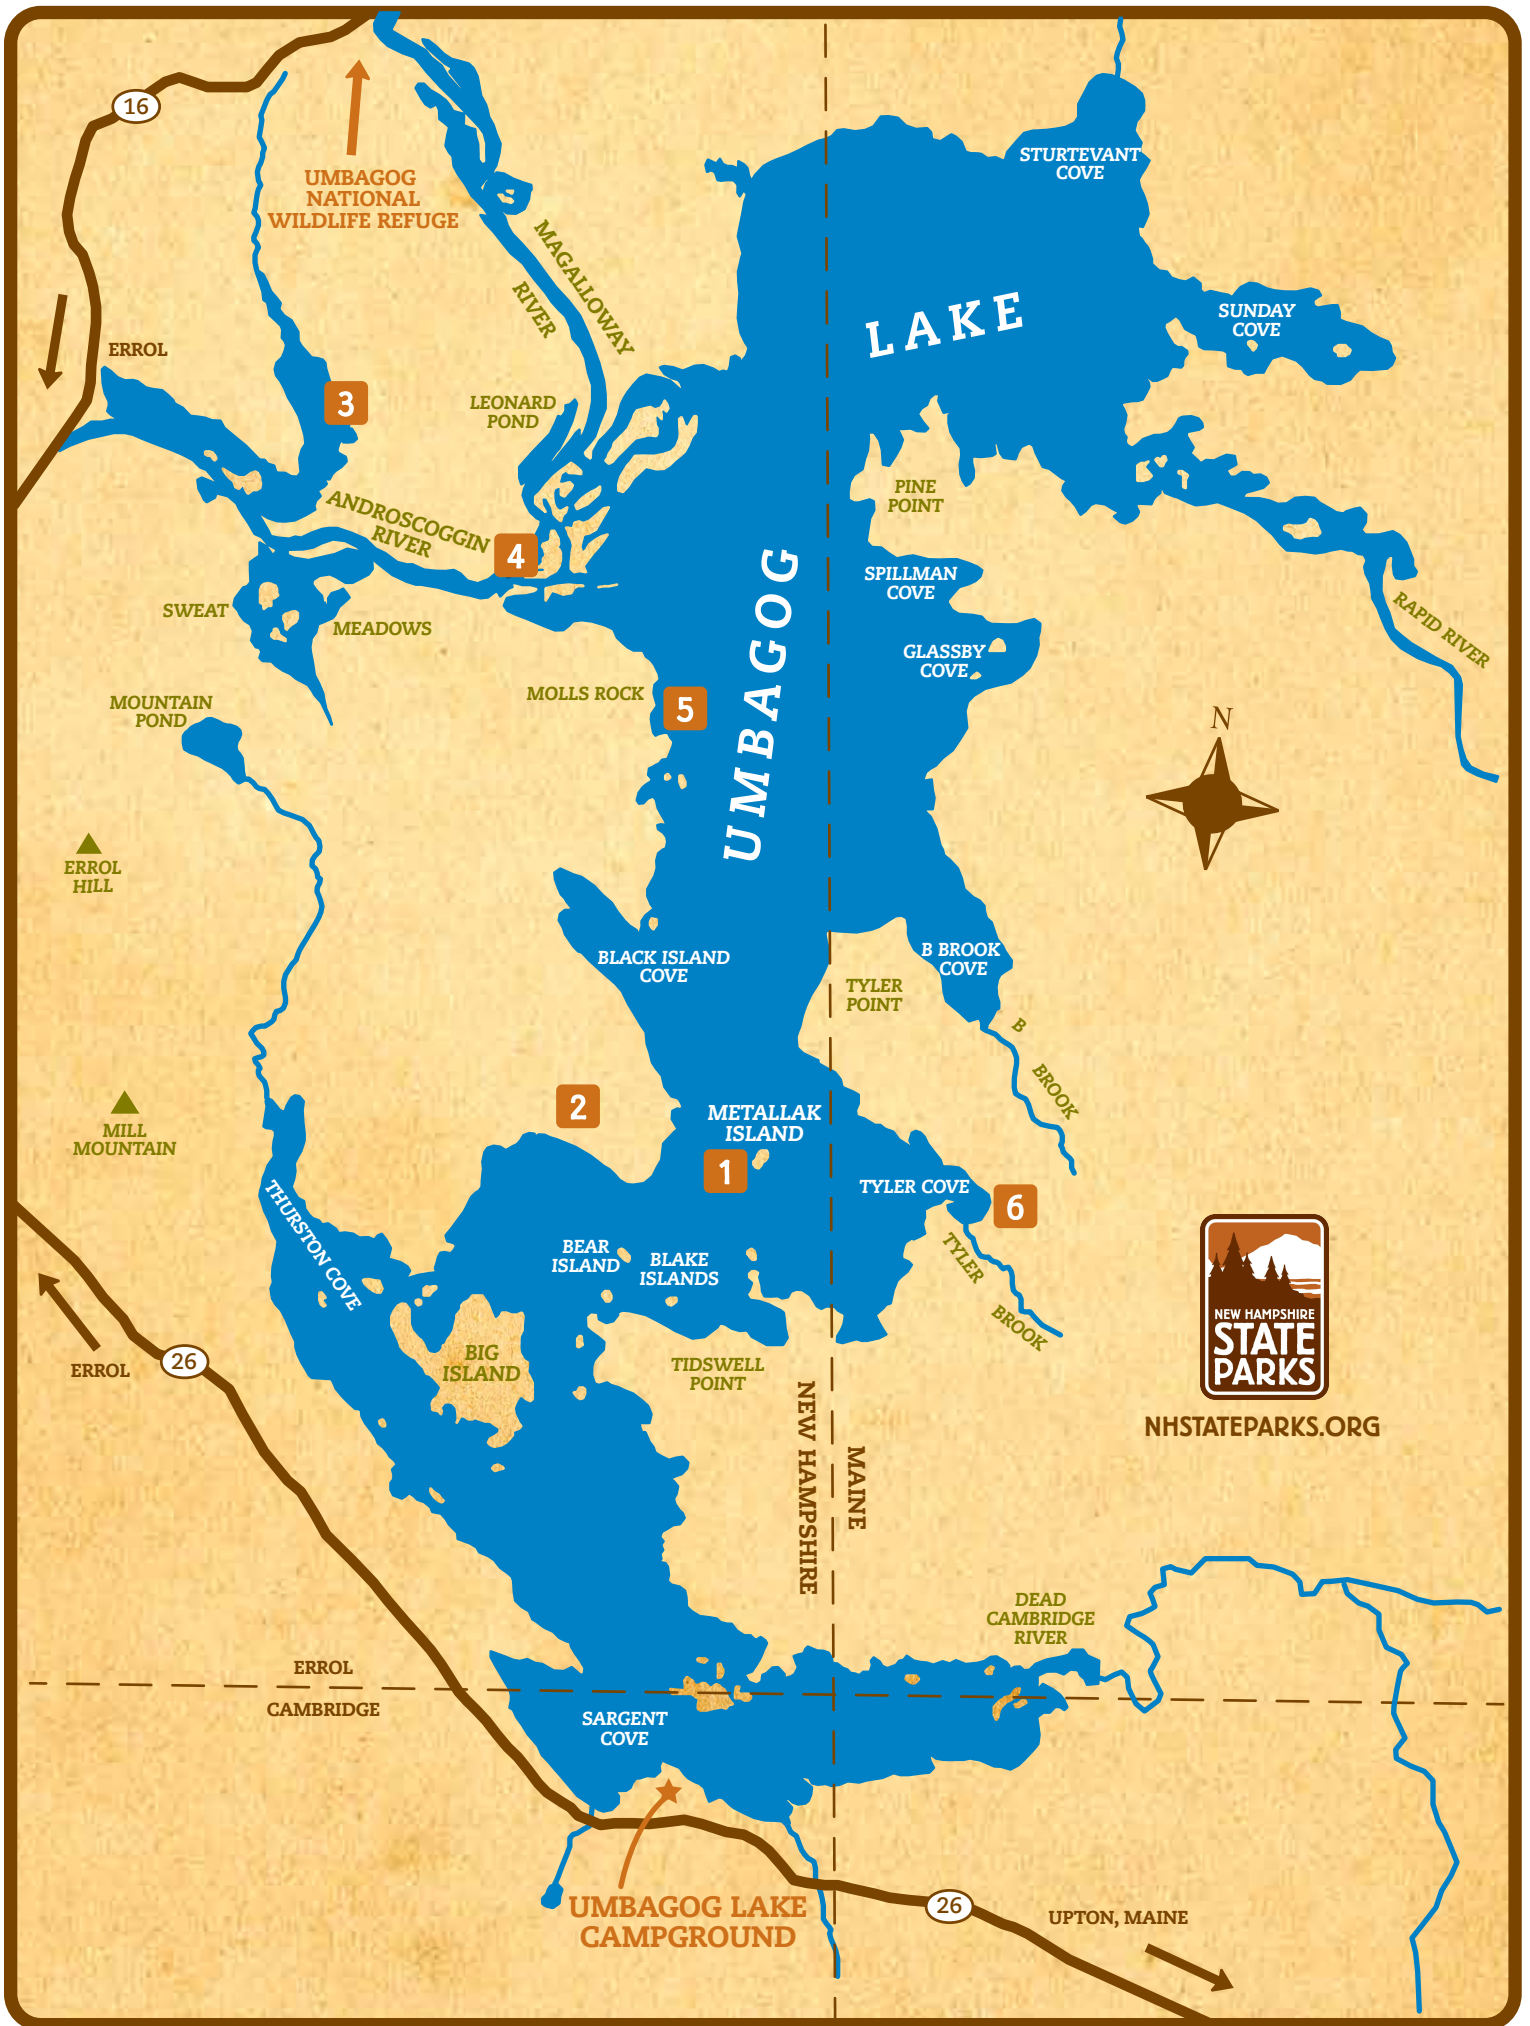 16
UMBAGOG
NATIONAL
WILDLIFE REFUGE
STURTEVANT
COVE
MAGALLOWAY
RIVER
LAKE
SUNDAY
COVE
ERROL
3
LEONARD
POND
PINE
POINT
ANDROSCOGGIN
RIVER
4
UMBAGOG
SPILLMAN
COVE
SWEAT
MEADOWS
RAPID RIVER
GLASSBY
COVE
MOLLS ROCK
5
MOUNTAIN
POND
N
ERROL
HILL
BLACK ISLAND
COVE
B BROOK
COVE
TYLER
POINT
B
BROOK
2
METALLAK
ISLAND
MILL
MOUNTAIN
1
TYLER COVE
6
THURSTON COVE
BEAR
ISLAND
BLAKE
ISLANDS
TYLER
BROOK
NEW HAMPSHIRE
STATE
PARKS
NHSTATEPARKS.ORG
ERROL
26
BIG
ISLAND
TIDSWELL
POINT
NEW HAMPSHIRE
MAINE
DEAD
CAMBRIDGE
RIVER
ERROL
CAMBRIDGE
SARGENT
COVE
UMBAGOG LAKE
CAMPGROUND
26
UPTON, MAINE